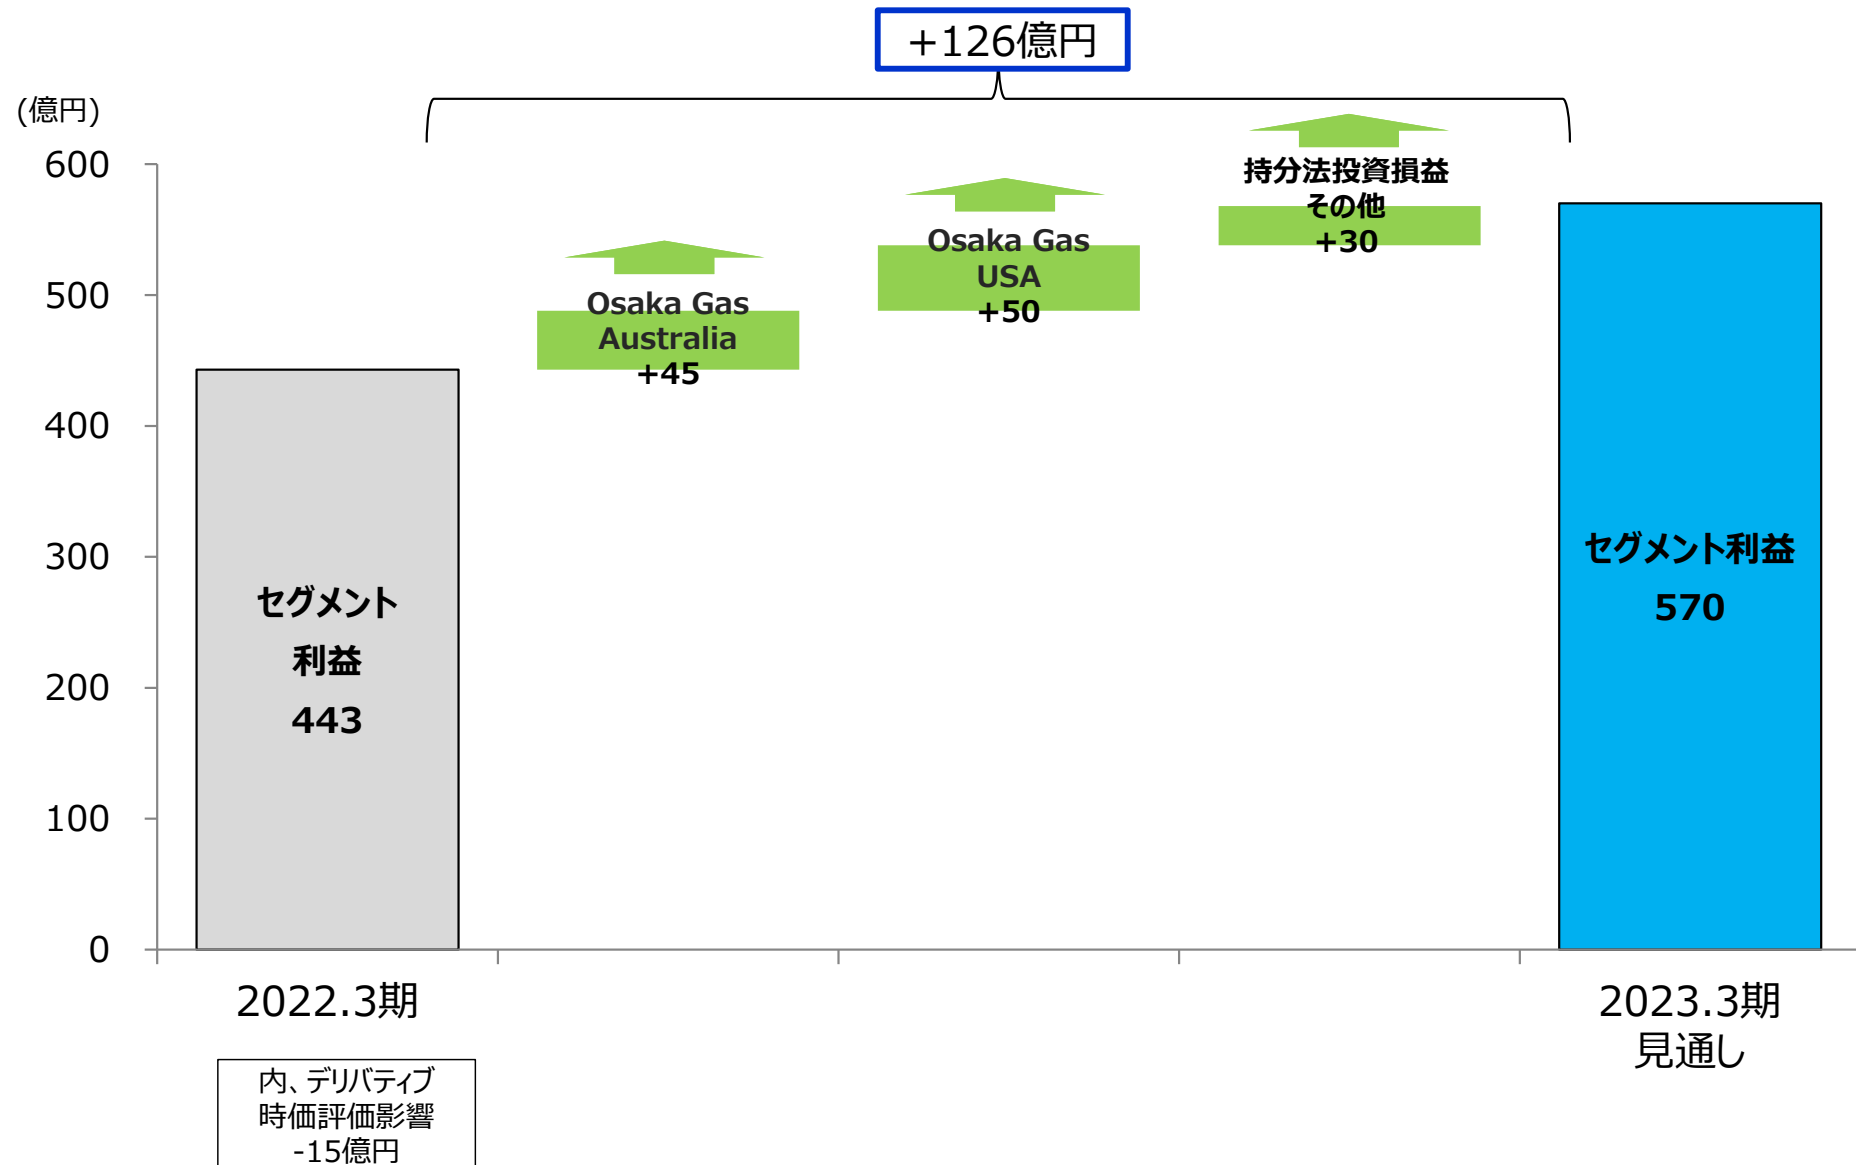 +126億円
(億円)
600
500
400
300
200
100
0
セグメント
利益
443
Osaka Gas
Australia
+45
Osaka Gas
USA
+50
持分法投資損益
その他
+30
セグメント利益
570
2022.3期
2023.3期
見通し
内、デリバティブ
時価評価影響
-15億円